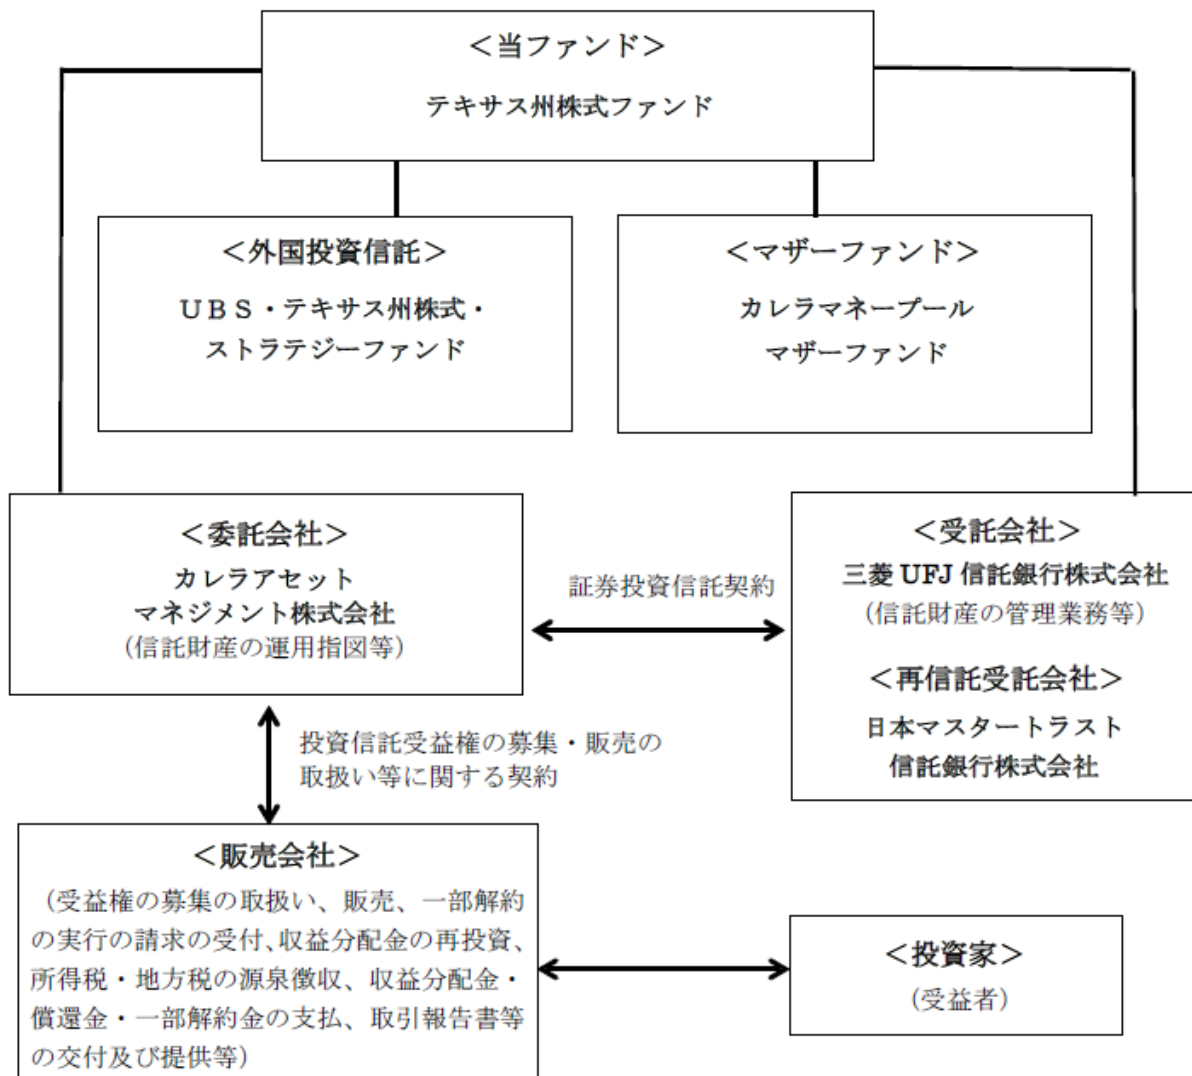 ＜当ファンド＞
テキサス州株式ファンド
＜外国投資信託＞
ＵＢＳ・テキサス州株式・
ストラテジーファンド
＜マザーファンド＞
カレラマネープール
マザーファンド
＜委託会社＞
カレラアセット
マネジメント株式会社
（信託財産の運用指図等）
証券投資信託契約
＜受託会社＞
三菱 UFJ 信託銀行株式会社
（信託財産の管理業務等）
＜再信託受託会社＞
日本マスタートラスト
信託銀行株式会社
投資信託受益権の募集・販売の
取扱い等に関する契約
＜販売会社＞
（受益権の募集の取扱い、販売、一部解約
の実行の請求の受付、収益分配金の再投資、
所得税・地方税の源泉徴収、収益分配金・
償還金・一部解約金の支払、取引報告書等
の交付及び提供等）
＜投資家＞
（受益者）